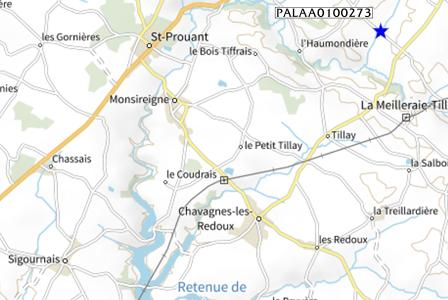 PALAA0100273
les Gornières
St-Prouant
le Bois Tiffrais
l'Haumondière
Monsireigne
La Meilleraie-Till
Tillay
le Petit Tillay
Chassais
la Salbo
le Coudrais
Chavagnes-les-
Redoux
la Treillardière
les Redoux
Sigournais
Retenue de